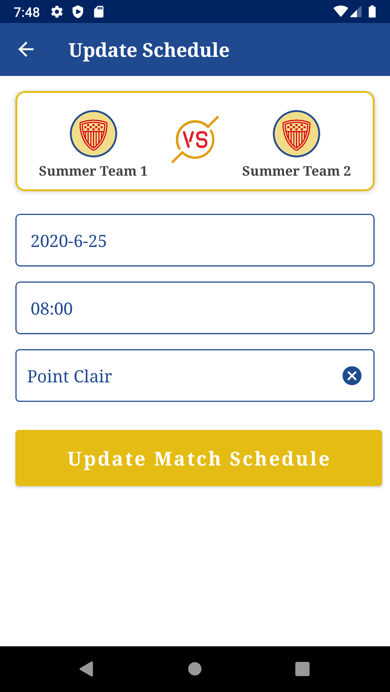 7:48
Update Schedule
VS
Summer Team 1
Summer Team 2
2020-6-25
08:00
Point Clair
Update Match Schedule